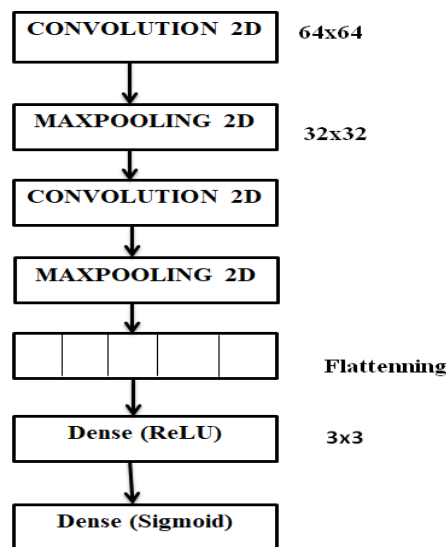 CONVOLUTION 2D 64x64
MAXPOOLING 2D 32x32
CONVOLUTION 2D
MAXPOOLING 2D
Flattenning
Dense (ReLU) 3x3
Dense (Sigmoid)